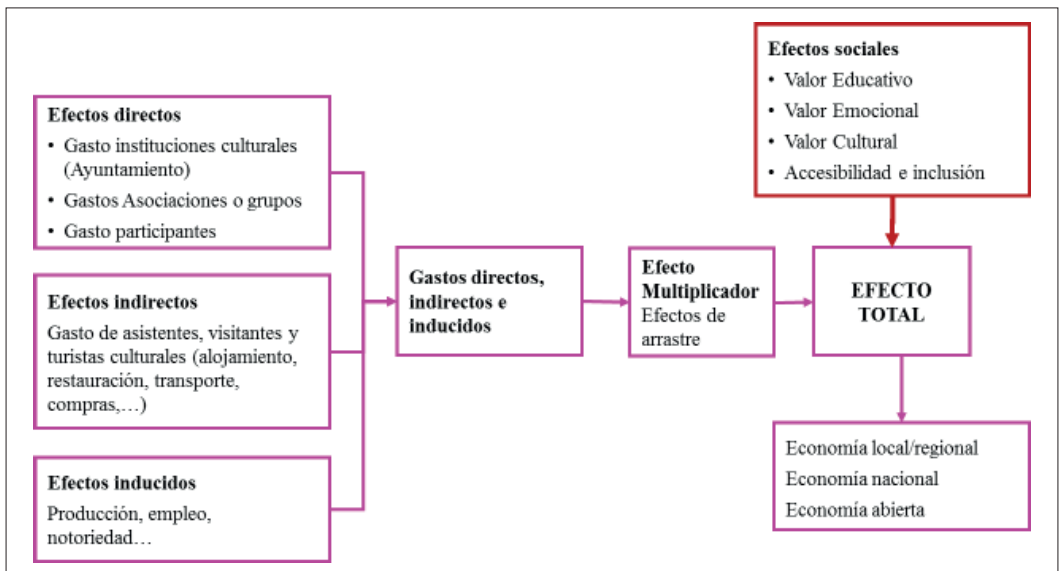 Efectos sociales
• Valor Educativo
• Valor Emocional
• Valor Cultural
• Accesibilidad e inclusión
Efectos directos
• Gasto instituciones culturales
(Ayuntamiento)
• Gastos Asociaciones o grupos
• Gasto participantes
Efectos indirectos
Gasto de asistentes, visitantes y
turistas culturales (alojamiento,
restauración, transporte,
compras,…)
Efectos inducidos
Producción, empleo,
notoriedad…
Gastos directos,
indirectos e
inducidos
Efecto
Multiplicador
Efectos de
arrastre
EFECTO
TOTAL
Economía local/regional
Economía nacional
Economía abierta